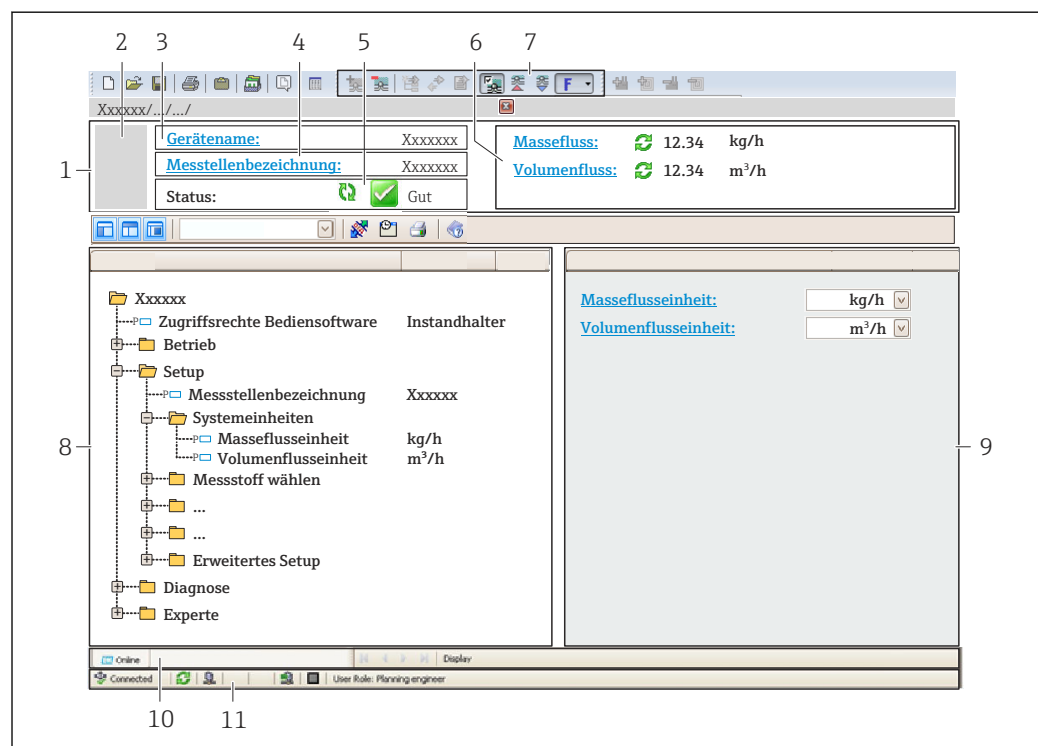 2 3 4 5 6 7
F
Xxxxxx/.../.../
1
Gerätename: Xxxxxxx
Messtellenbezeichnung: Xxxxxxx
Status: Gut
Massefluss: 12.34 kg/h
Volumenfluss: 12.34 m³/h
Xxxxxx
P Zugriffsrechte Bediensoftware Instandhalter
Betrieb
Setup
P Messstellenbezeichnung Xxxxxx
Systemeinheiten
P Masseflusseinheit kg/h
P Volumenflusseinheit m³/h
Messstoff wählen
...
...
Erweitertes Setup
Diagnose
Experte
8
Masseflusseinheit: kg/h
Volumenflusseinheit: m³/h
9
Online Display
Connected User Role: Planning engineer
10 11